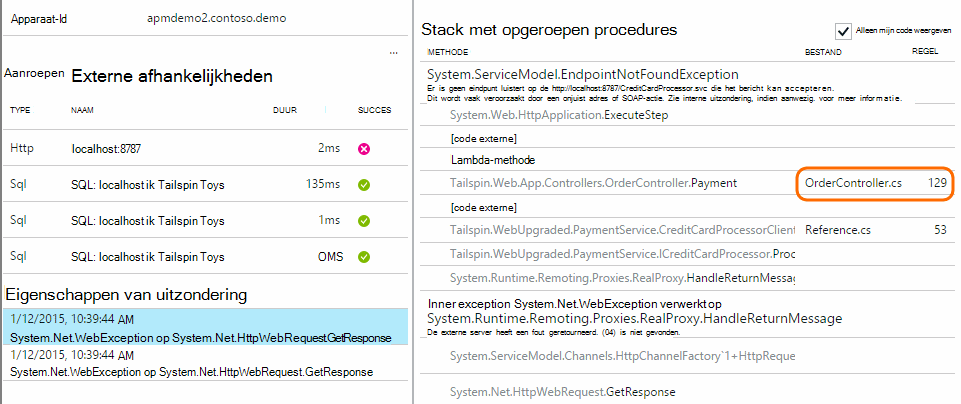 Apparaat-Id apmdemo2.contoso.demo
...
Aanroepen Externe afhankelijkheden
TYPE NAAM DUUR SUCCES
Http localhost:8787 2ms
Sql SQL: localhost ik Tailspin Toys 135ms
Sql SQL: localhost ik Tailspin Toys 1ms
Sql SQL: localhost ik Tailspin Toys OMS
Eigenschappen van uitzondering
1/12/2015, 10:39:44 AM
System.Net.WebException op System.Net.HttpWebRequest.GetResponse
1/12/2015, 10:39:44 AM
System.Net.WebException op System.Net.HttpWebRequest.GetResponse
Stack met opgeroepen procedures Alleen mijn code weergeven
METHODE BESTAND REGEL
System.ServiceModel.EndpointNotFoundException
Er is geen eindpunt luistert op de http://localhost:8787/CreditCardProcessor.svc die het bericht kan accepteren.
Dit wordt vaak veroorzaakt door een onjuist adres of SOAP-actie. Zie interne uitzondering, indien aanwezig, voor meer informatie.
System.Web.HttpApplication.ExecuteStep
[code externe]
Lambda-methode
Tailspin.Web.App.Controllers.OrderController.Payment OrderController.cs 129
[code externe]
Tailspin.WebUpgraded.PaymentService.CreditCardProcessorClient Reference.cs 53
Tailspin.WebUpgraded.PaymentService.ICreditCardProcessor.Proc
System.Runtime.Remoting.Proxies.RealProxy.HandleReturnMessag
Inner exception System.Net.WebException verwerkt op
System.Runtime.Remoting.Proxies.RealProxy.HandleReturnMessage
De externe server heeft een fout geretourneerd. (04) is niet gevonden.
System.ServiceModel.Channels.HttpChannelFactory`1+HttpReque
System.Net.HttpWebRequest.GetResponse